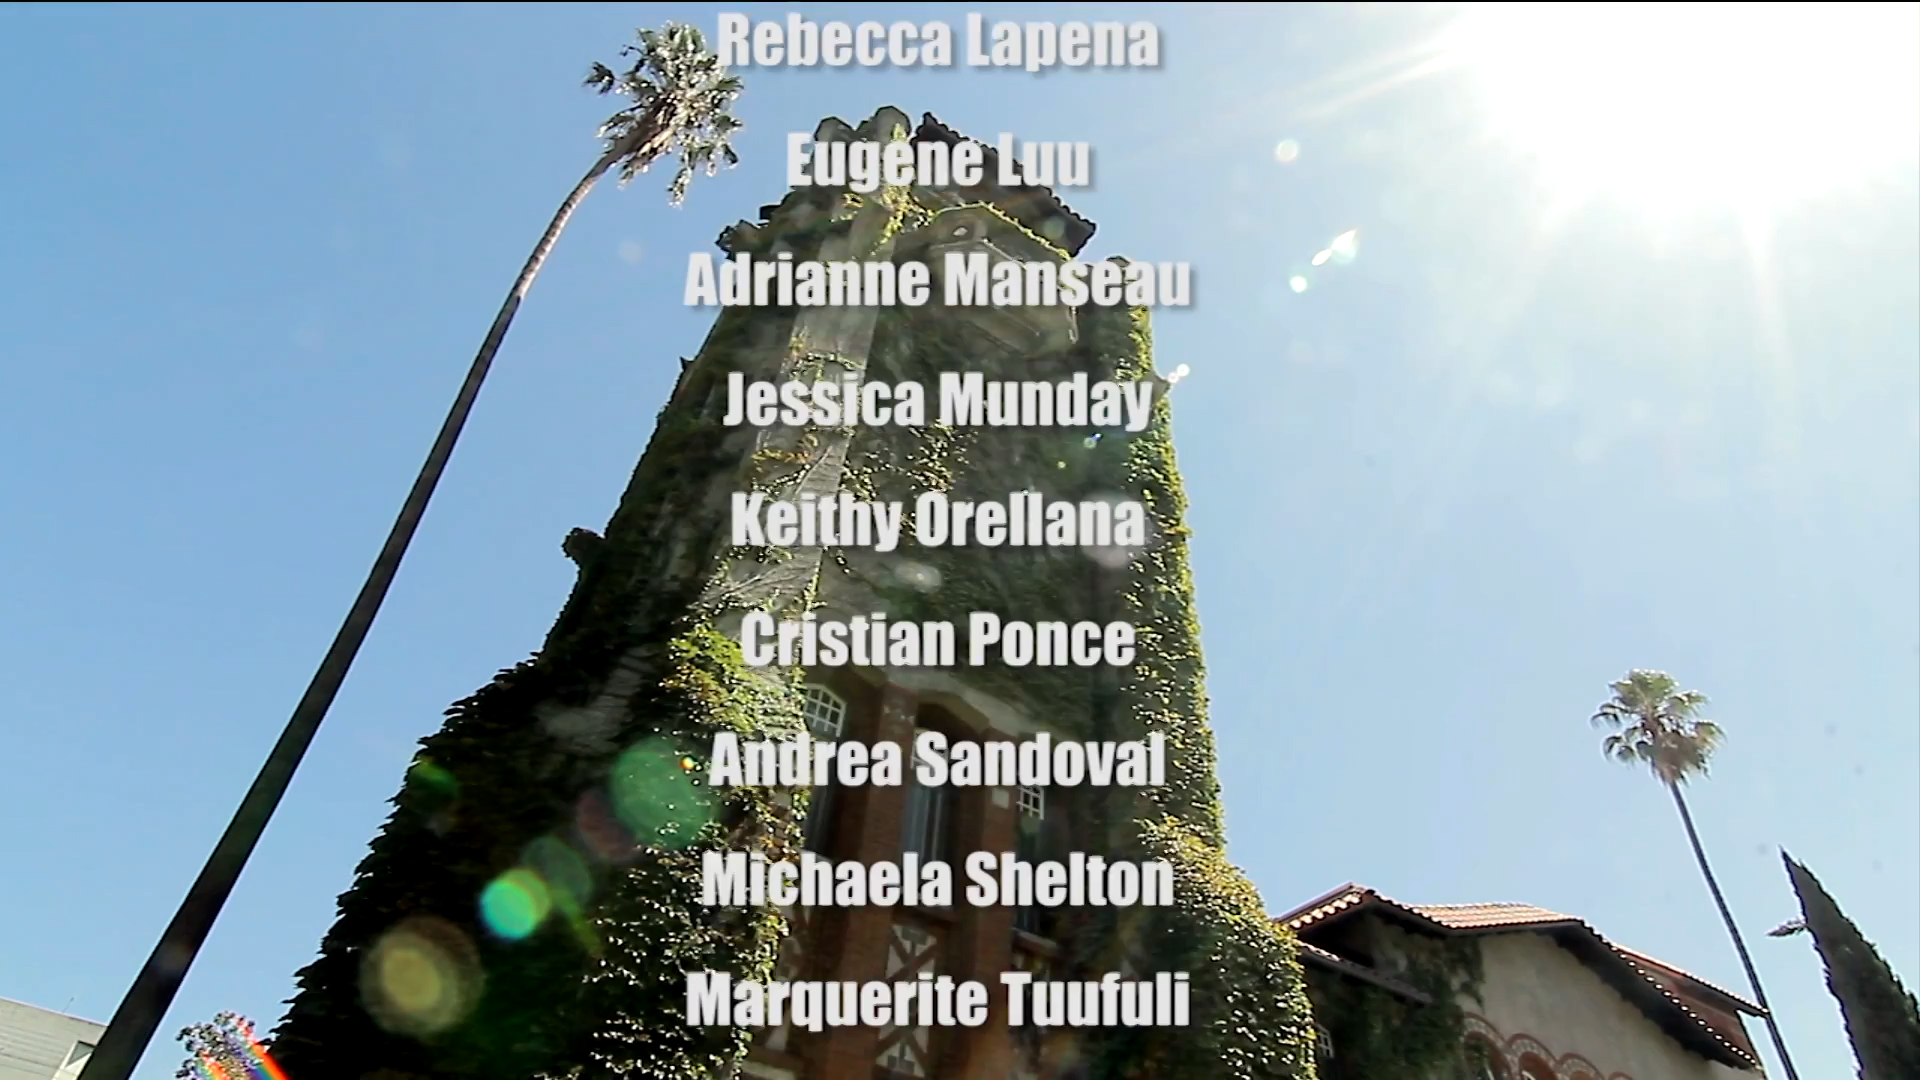 Rebecca Lapena
Eugene Luu
Adrianne Manseau
Jessica Munday
Keithy Orellana
Cristian Ponce
Andrea Sandoval
Michaela Shelton
Marquerite Tuufuli